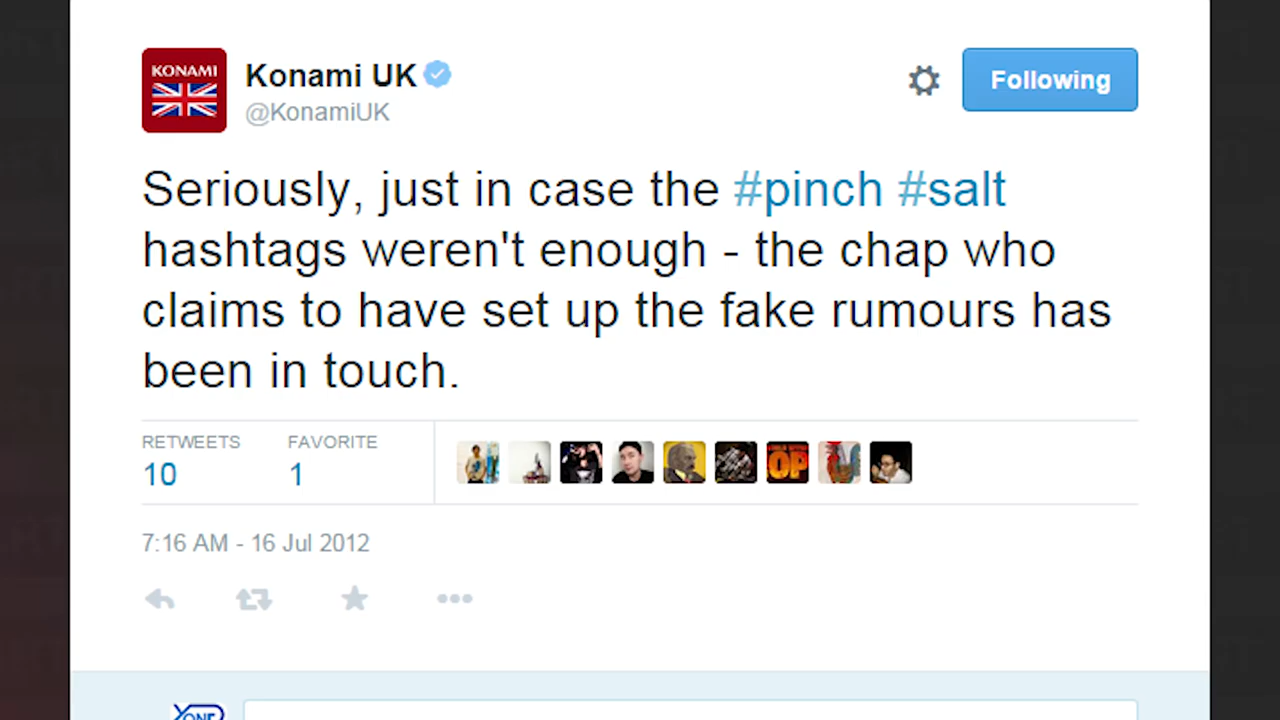 KONAMI
Konami UK
@KonamiUK
Following
Seriously, just in case the #pinch #salt
hashtags weren't enough - the chap who
claims to have set up the fake rumours has
been in touch.
RETWEETS FAVORITE
10 1
OP
7:16 AM - 16 Jul 2012